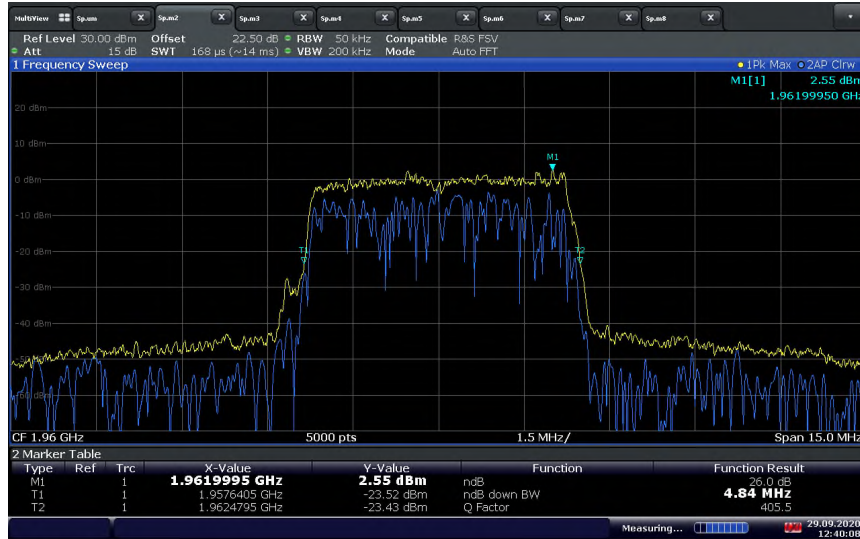 MultiView Sp.um X Sp.m2 X Sp.m3 X Sp.m4 X Sp.m5 X Sp.m6 X Sp.m7 X Sp.m8 X
Ref Level 30.00 dBm Offset 22.50 dB RBW 50 kHz Compatible R&S FSV
Att 15 dB SWT 168 µs (~14 ms) VBW 200 kHz Mode Auto FFT
1 Frequency Sweep 1Pk Max 2AP Clrw
M1[1] 2.55 dBm
1.96199950 GHz
20 dBm
10 dBm
M1
0 dBm
-10 dBm
T1 T2
-20 dBm
-30 dBm
-40 dBm
CF 1.96 GHz 5000 pts 1.5 MHz/ Span 15.0 MHz
2 Marker Table
Type Ref Trc X-Value Y-Value Function Function Result
M1 1 1.9619995 GHz 2.55 dBm ndB 26.0 dB
T1 1 1.9576405 GHz -23.52 dBm ndB down BW 4.84 MHz
T2 1 1.9624795 GHz -23.43 dBm Q Factor 405.5
Measuring... 29.09.2020
12:40:08